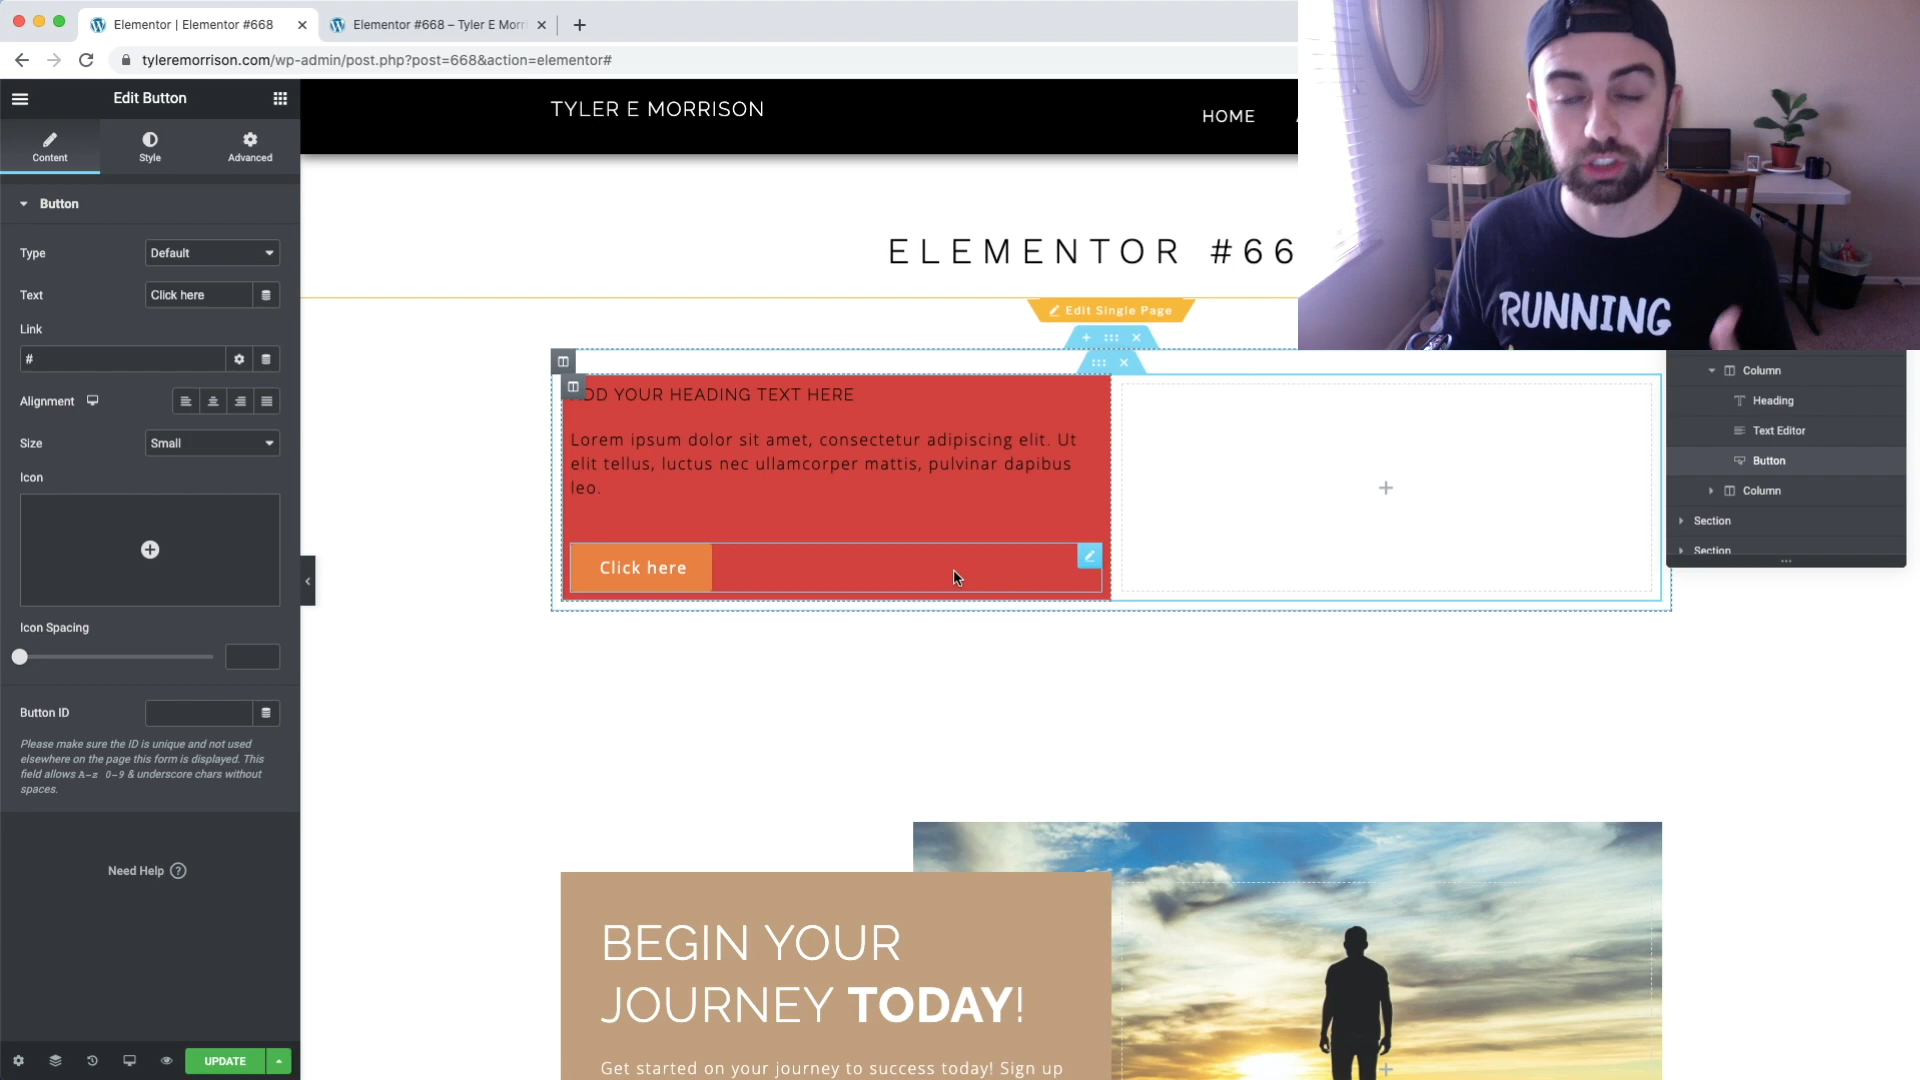 Elementor | Elementor #668
Elementor #668 – Tyler E Morri
tyleremorrison.com/wp-admin/post.php?post=668&action=elementor#
Edit Button
Content
Style
Advanced
Button
Type
Default
Text
Click here
Link
#
Alignment
Size
Small
Icon
Icon Spacing
Button ID
Please make sure the ID is unique and not used
elsewhere on the page this form is displayed. This
field allows A-z 0-9 & underscore chars without
spaces.
Need Help
UPDATE
TYLER E MORRISON
HOME
ELEMENTOR #66
Edit Single Page
DD YOUR HEADING TEXT HERE
Lorem ipsum dolor sit amet, consectetur adipiscing elit. Ut
elit tellus, luctus nec ullamcorper mattis, pulvinar dapibus
leo.
Click here
BEGIN YOUR
JOURNEY TODAY!
Get started on your journey to success today! Sign up
RUNNING
Column
Heading
Text Editor
Button
Column
Section
Section